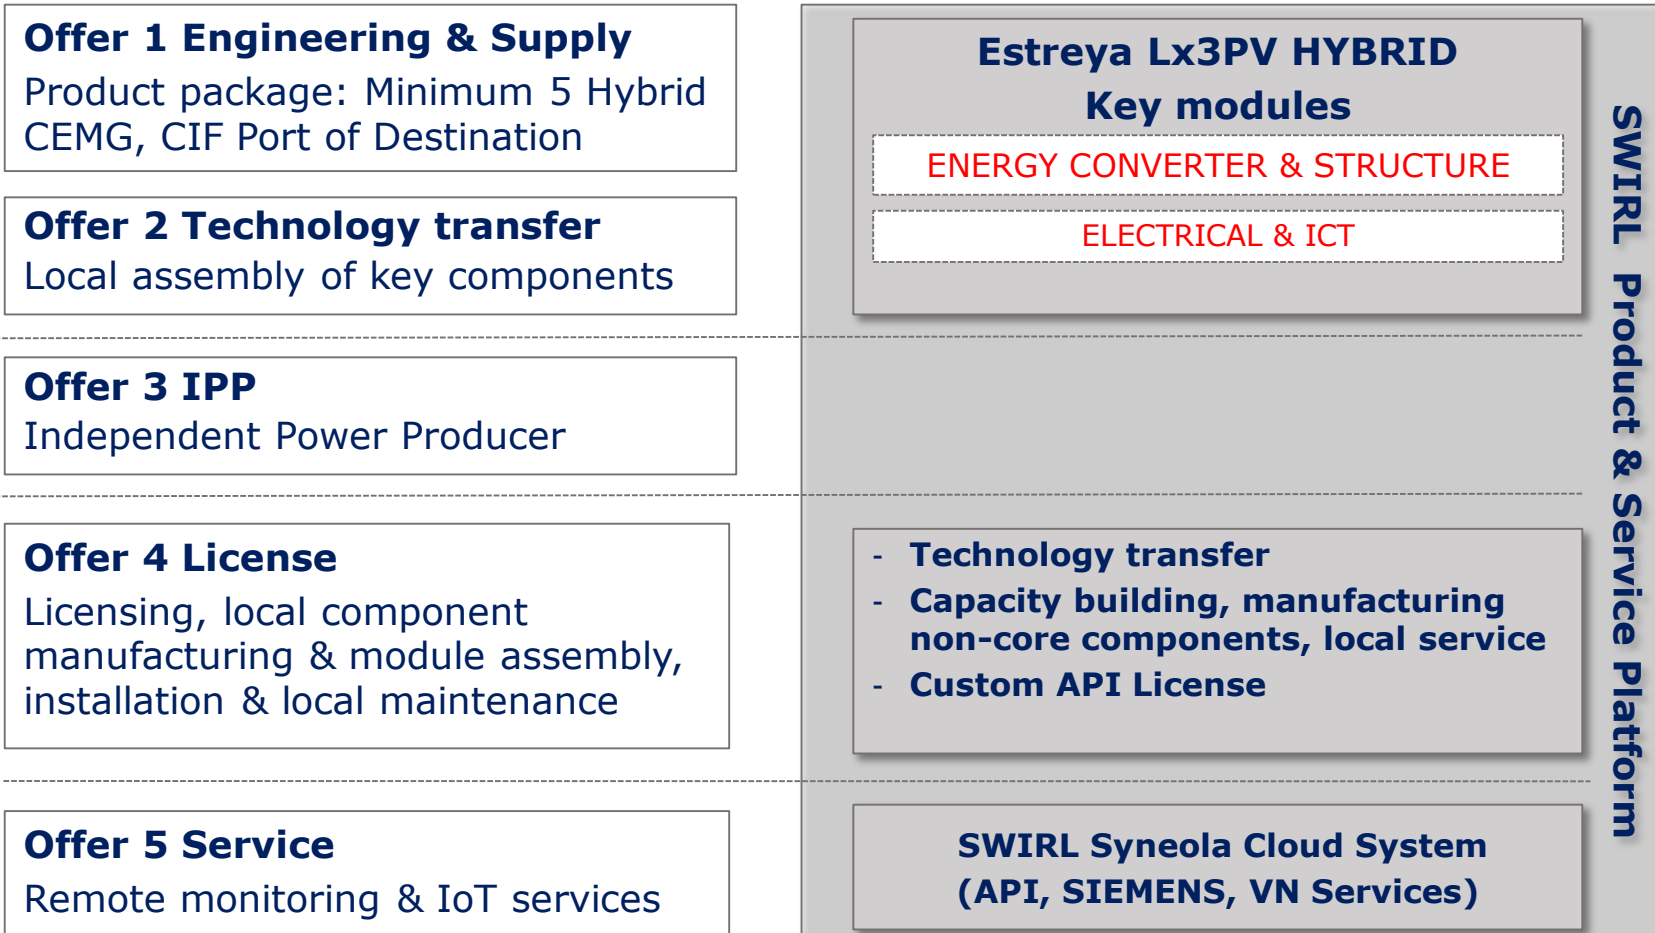 Offer 1 Engineering & Supply
Product package: Minimum 5 Hybrid
CEMG, CIF Port of Destination
Offer 2 Technology transfer
Local assembly of key components
Estreya Lx3PV HYBRID
Key modules
ENERGY CONVERTER & STRUCTURE
ELECTRICAL & ICT
Offer 3 IPP
Independent Power Producer
Offer 4 License
Licensing, local component
manufacturing & module assembly,
installation & local maintenance
- Technology transfer
- Capacity building, manufacturing
non-core components, local service
- Custom API License
Offer 5 Service
Remote monitoring & IoT services
SWIRL Syneola Cloud System
(API, SIEMENS, VN Services)
SWIRL Product & Service Platform